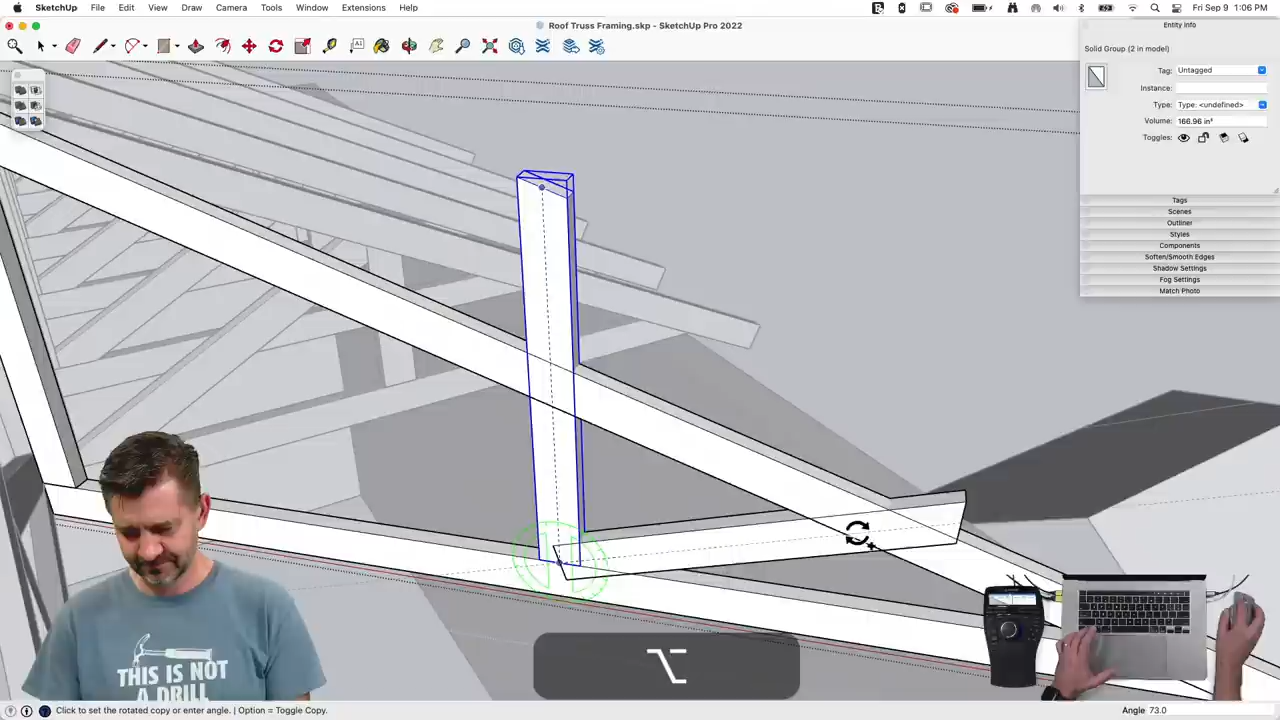 SketchUp File Edit View Draw Camera Tools Window Extensions Help
Fri Sep 9 1:06 PM
Roof Truss Framing.skp - SketchUp Pro 2022
Entity Info
Solid Group (2 in model)
Tag: Untagged
Instance:
Type: Type: <undefined>
Volume: 166.96 in³
Toggles:
Tags
Scenes
Outliner
Styles
Components
Soften/Smooth Edges
Shadow Settings
Fog Settings
Match Photo
THIS IS NOT
A DRILL
⌥
Click to set the rotated copy or enter angle. | Option = Toggle Copy.
Angle 73.0